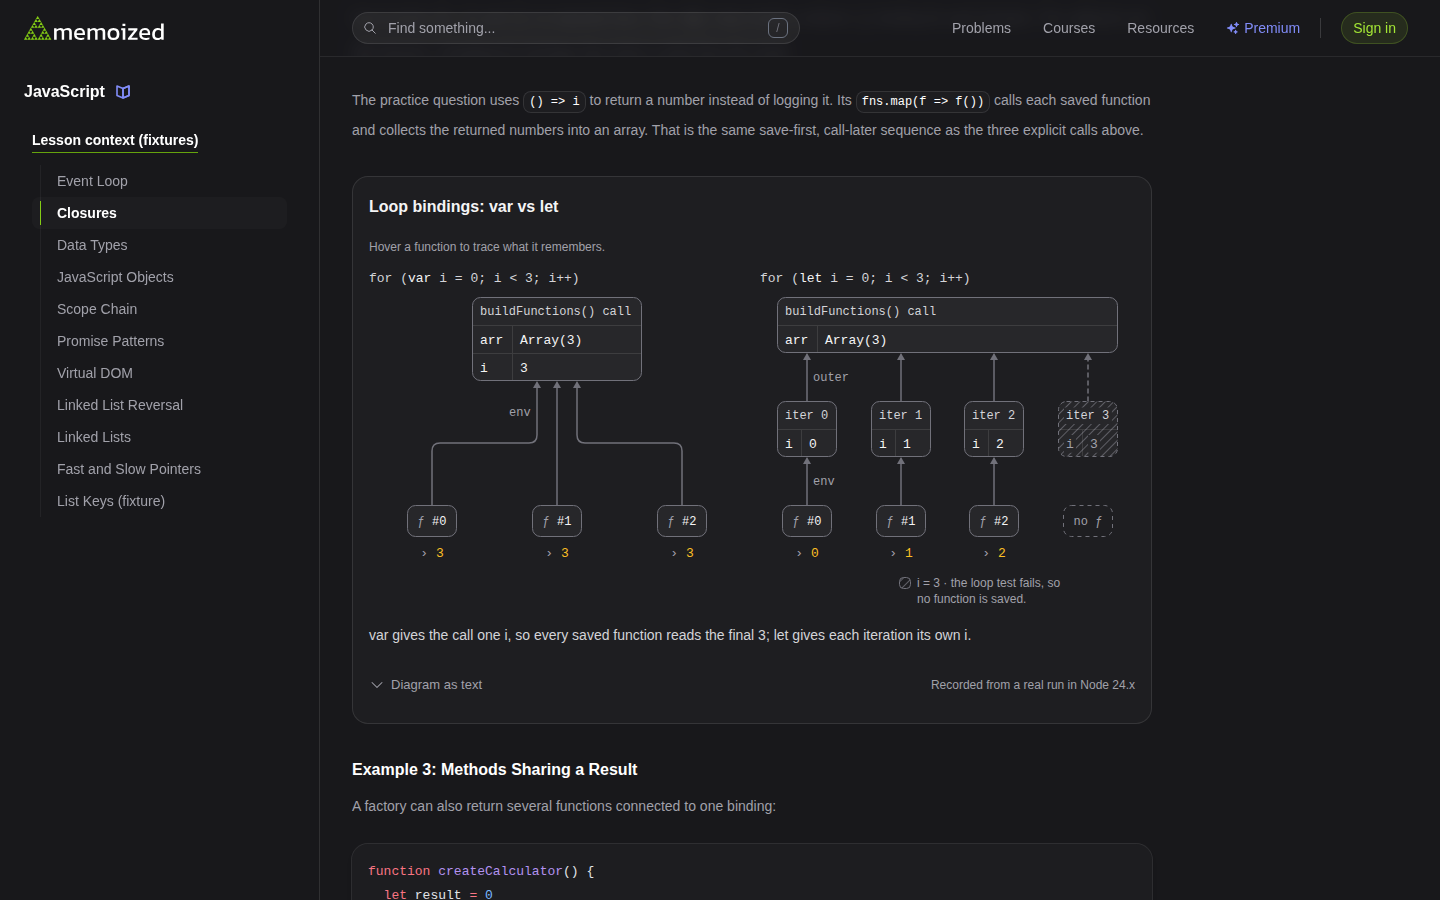 memoized
Find something...
/
Problems
Courses
Resources
Premium
Sign in
JavaScript
Lesson context (fixtures)
Event Loop
Closures
Data Types
JavaScript Objects
Scope Chain
Promise Patterns
Virtual DOM
Linked List Reversal
Linked Lists
Fast and Slow Pointers
List Keys (fixture)
The practice question uses () => i to return a number instead of logging it. Its fns.map(f => f()) calls each saved function
and collects the returned numbers into an array. That is the same save-first, call-later sequence as the three explicit calls above.
Loop bindings: var vs let
Hover a function to trace what it remembers.
for (var i = 0; i < 3; i++)
buildFunctions() call
arr Array(3)
i 3
env
ƒ #0
ƒ #1
ƒ #2
› 3
› 3
› 3
for (let i = 0; i < 3; i++)
buildFunctions() call
arr Array(3)
outer
iter 0
iter 1
iter 2
iter 3
i 0
i 1
i 2
i 3
env
ƒ #0
ƒ #1
ƒ #2
no ƒ
› 0
› 1
› 2
i = 3 · the loop test fails, so
no function is saved.
var gives the call one i, so every saved function reads the final 3; let gives each iteration its own i.
Diagram as text
Recorded from a real run in Node 24.x
Example 3: Methods Sharing a Result
A factory can also return several functions connected to one binding:
function createCalculator() {
let result = 0